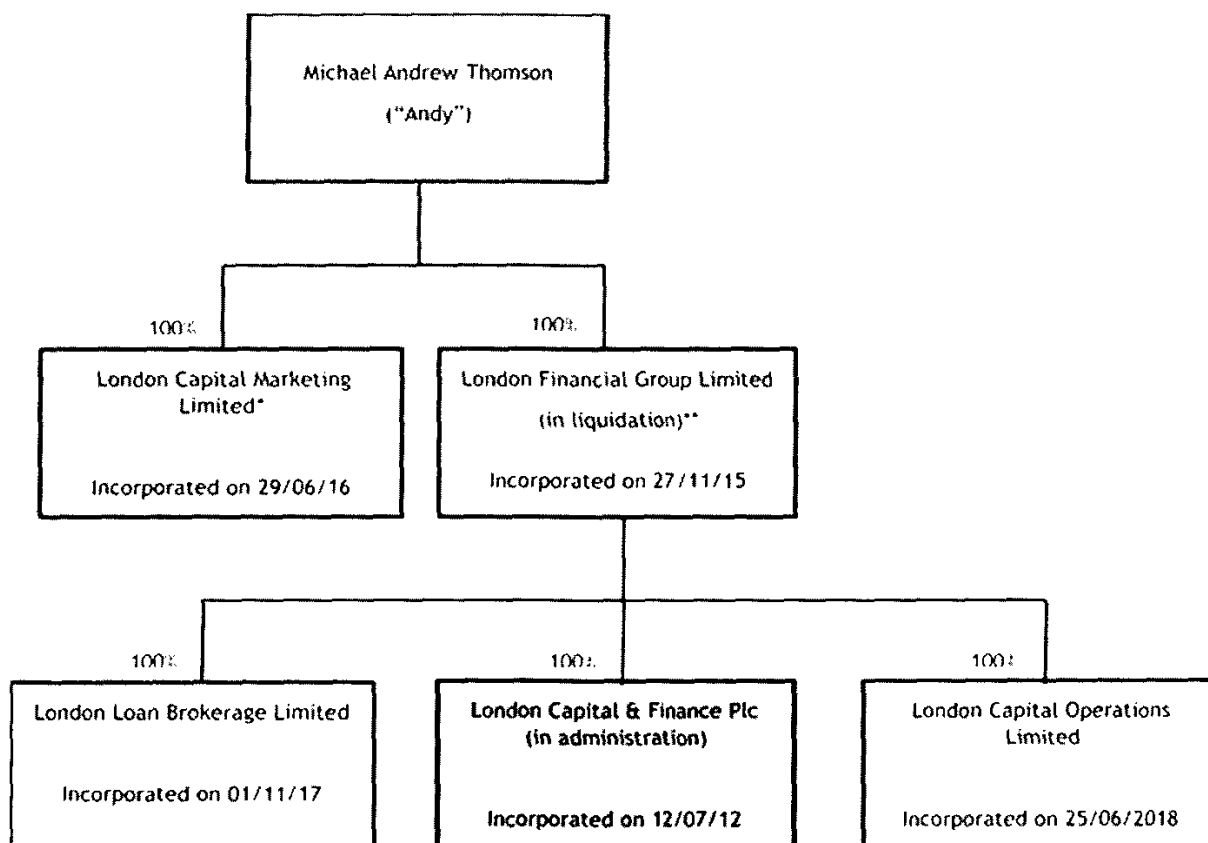 Michael Andrew Thomson
("Andy")
100%
100%
London Capital Marketing
Limited*
Incorporated on 29/06/16
London Financial Group Limited
(in liquidation)**
Incorporated on 27/11/15
100%
100%
100%
London Loan Brokerage Limited
Incorporated on 01/11/17
London Capital & Finance Plc
(in administration)
Incorporated on 12/07/12
London Capital Operations
Limited
Incorporated on 25/06/2018